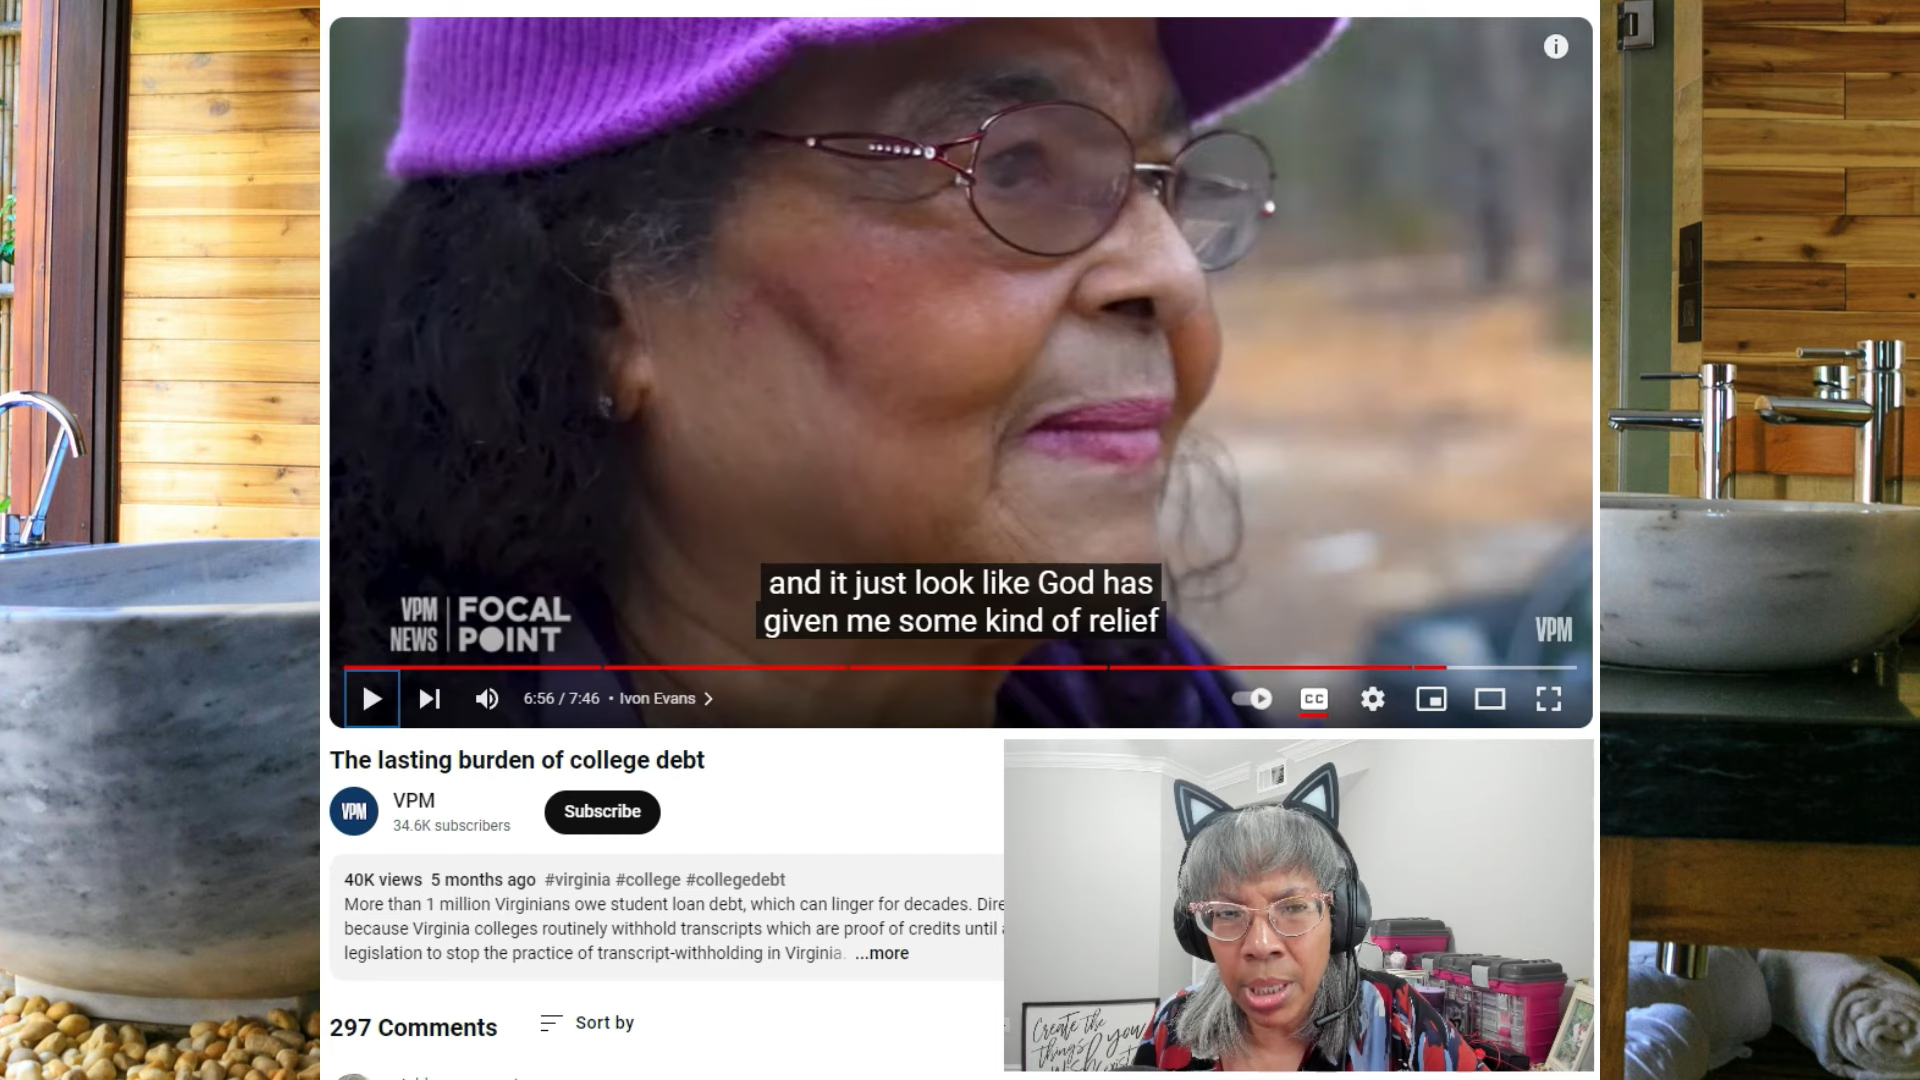 and it just look like God has
given me some kind of relief
VPM
NEWS
FOCAL
POINT
VPM
6:56 / 7:46 • Ivon Evans
CC
The lasting burden of college debt
VPM
VPM
34.6K subscribers
Subscribe
40K views 5 months ago #virginia #college #collegedebt
More than 1 million Virginians owe student loan debt, which can linger for decades. Dire
because Virginia colleges routinely withhold transcripts which are proof of credits until
legislation to stop the practice of transcript-withholding in Virginia. ...more
297 Comments
Sort by
Create the
things you
wish exist